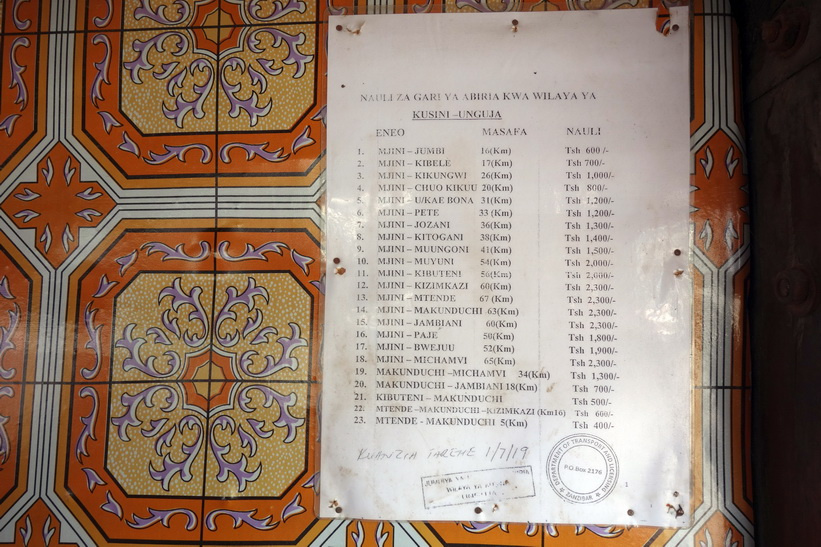 NAULI ZA GARI YA ABIRIA KWA WILAYA YA
KUSINI –UNGUJA
ENEO MASAFA NAULI
1. MJINI – JUMBI 16(Km) Tsh 600 /-
2. MJINI – KIBELE 17(Km) Tsh 700/-
3. MJINI – KIKUNGWI 26(Km) Tsh 1,000/-
4. MJINI – CHUO KIKUU 20(Km) Tsh 800/-
5. MJINI – UKAE BONA 31(Km) Tsh 1,200/-
6. MJINI – PETE 33 (Km) Tsh 1,200/-
7. MJINI – JOZANI 36(Km) Tsh 1,300/-
8. MJINI – KITOGANI 38(Km) Tsh 1,400/-
9. MJINI – MUUNGONI 41(Km) Tsh 1,500/-
10. MJINI – MUYUNI 54(Km) Tsh 2,000/-
11. MJINI – KIBUTENI 56(Km) Tsh 2,000/-
12. MJINI – KIZIMKAZI 60(Km) Tsh 2,300/-
13. MJINI – MTENDE 67 (Km) Tsh 2,300/-
14. MJINI – MAKUNDUCHI 63(Km) Tsh 2,300/-
15. MJINI – JAMBIANI 60(Km) Tsh 2,300/-
16. MJINI – PAJE 50(Km) Tsh 1,800/-
17. MJINI – BWEJUU 52(Km) Tsh 1,900/-
18. MJINI – MICHAMVI 65(Km) Tsh 2,300/-
19. MAKUNDUCHI –MICHAMVI 34(Km) Tsh 1,300/-
20. MAKUNDUCHI – JAMBIANI 18(Km) Tsh 700/-
21. KIBUTENI – MAKUNDUCHI Tsh 500/-
22. MTENDE –MAKUNDUCHI –KIZIMKAZI (Km16) Tsh 600/-
23. MTENDE - MAKUNDUCHI 5(Km) Tsh 400/-
KUANZIA TAREHE 1/7/19
DEPARTMENT OF TRANSPORT AND LICENSING
P.O.Box 2176
ZANZIBAR